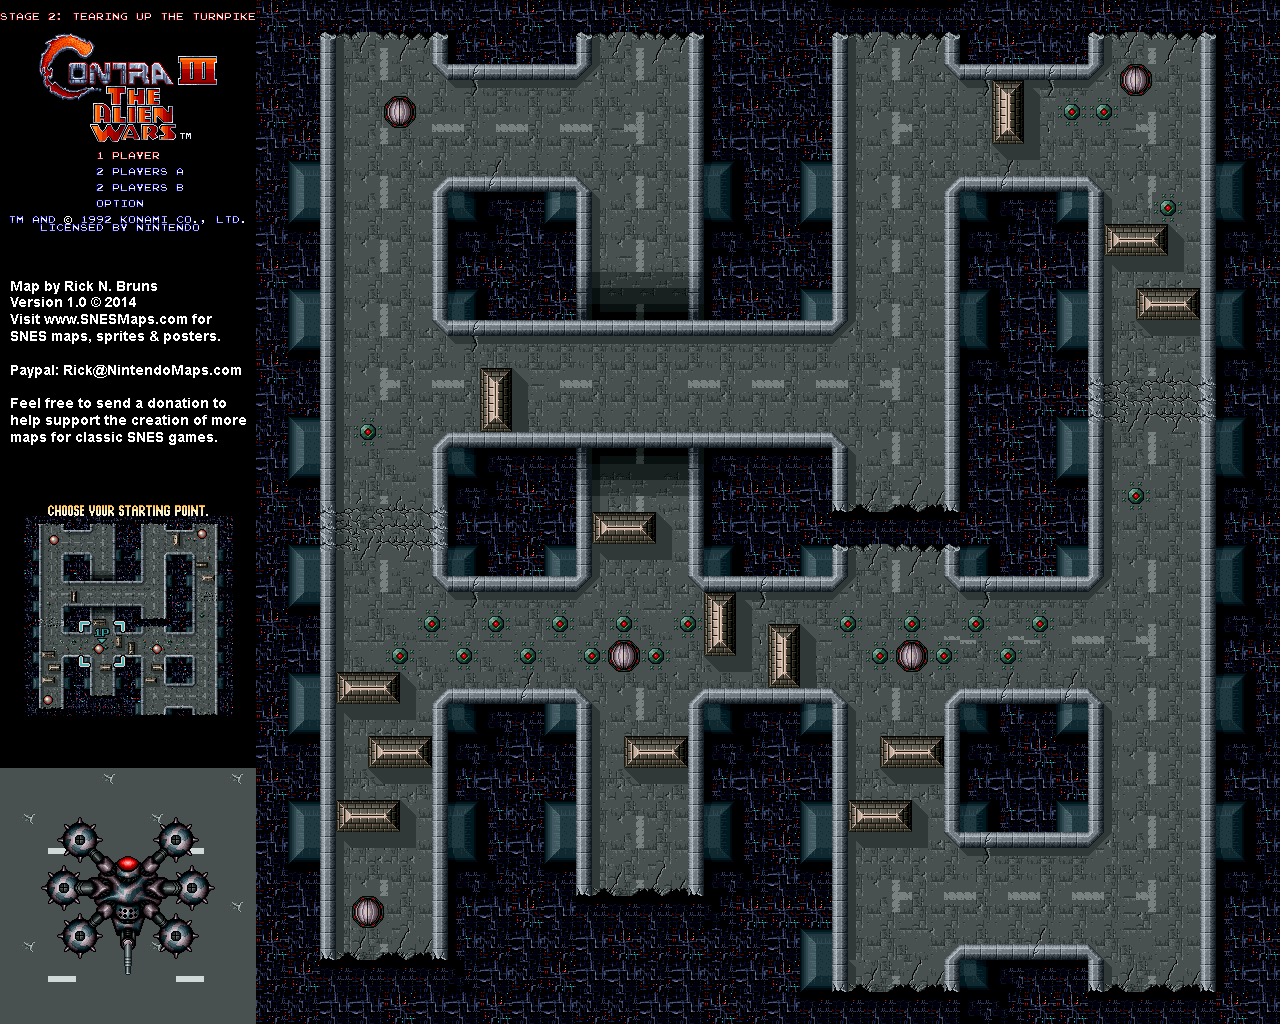 STAGE 2: TEARING UP THE TURNPIKE
CONTRA III
THE
ALIEN
WARS™
1 PLAYER
2 PLAYERS A
2 PLAYERS B
OPTION
TM AND © 1992 KONAMI CO., LTD.
LICENSED BY NINTENDO
Map by Rick N. Bruns
Version 1.0 © 2014
Visit www.SNESMaps.com for
SNES maps, sprites & posters.
Paypal: Rick@NintendoMaps.com
Feel free to send a donation to
help support the creation of more
maps for classic SNES games.
CHOOSE YOUR STARTING POINT.
1P